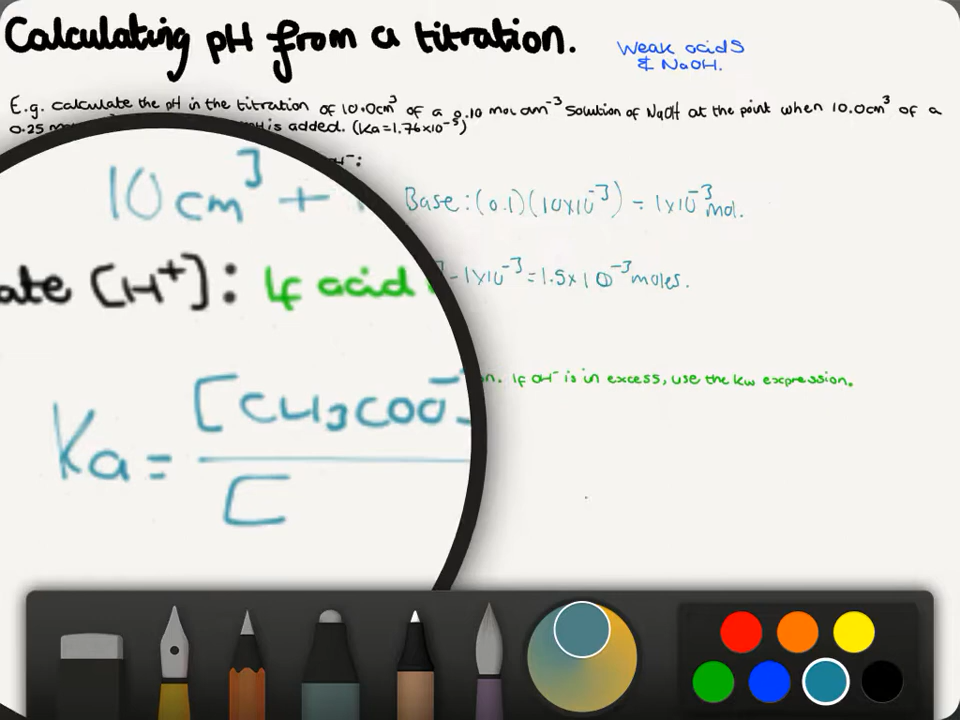 Calculating pH from a titration.
Weak acids
& NaOH.
E.g. calculate the pH in the titration of 10.0cm³ of a 0.10 mol dm⁻³ Solution of NaOH at the point when 10.0cm³ of a
0.25 is added. (Ka=1.76×10⁻⁵)
OH⁻:
10cm³ +
Base: (0.1)(10×10⁻³) = 1×10⁻³ mol.
ate [H⁺]: If acid
- 1×10⁻³ = 1.5×10⁻³ moles.
n. If OH⁻ is in excess, use the Kw expression.
Ka = [CH3COO⁻]
[